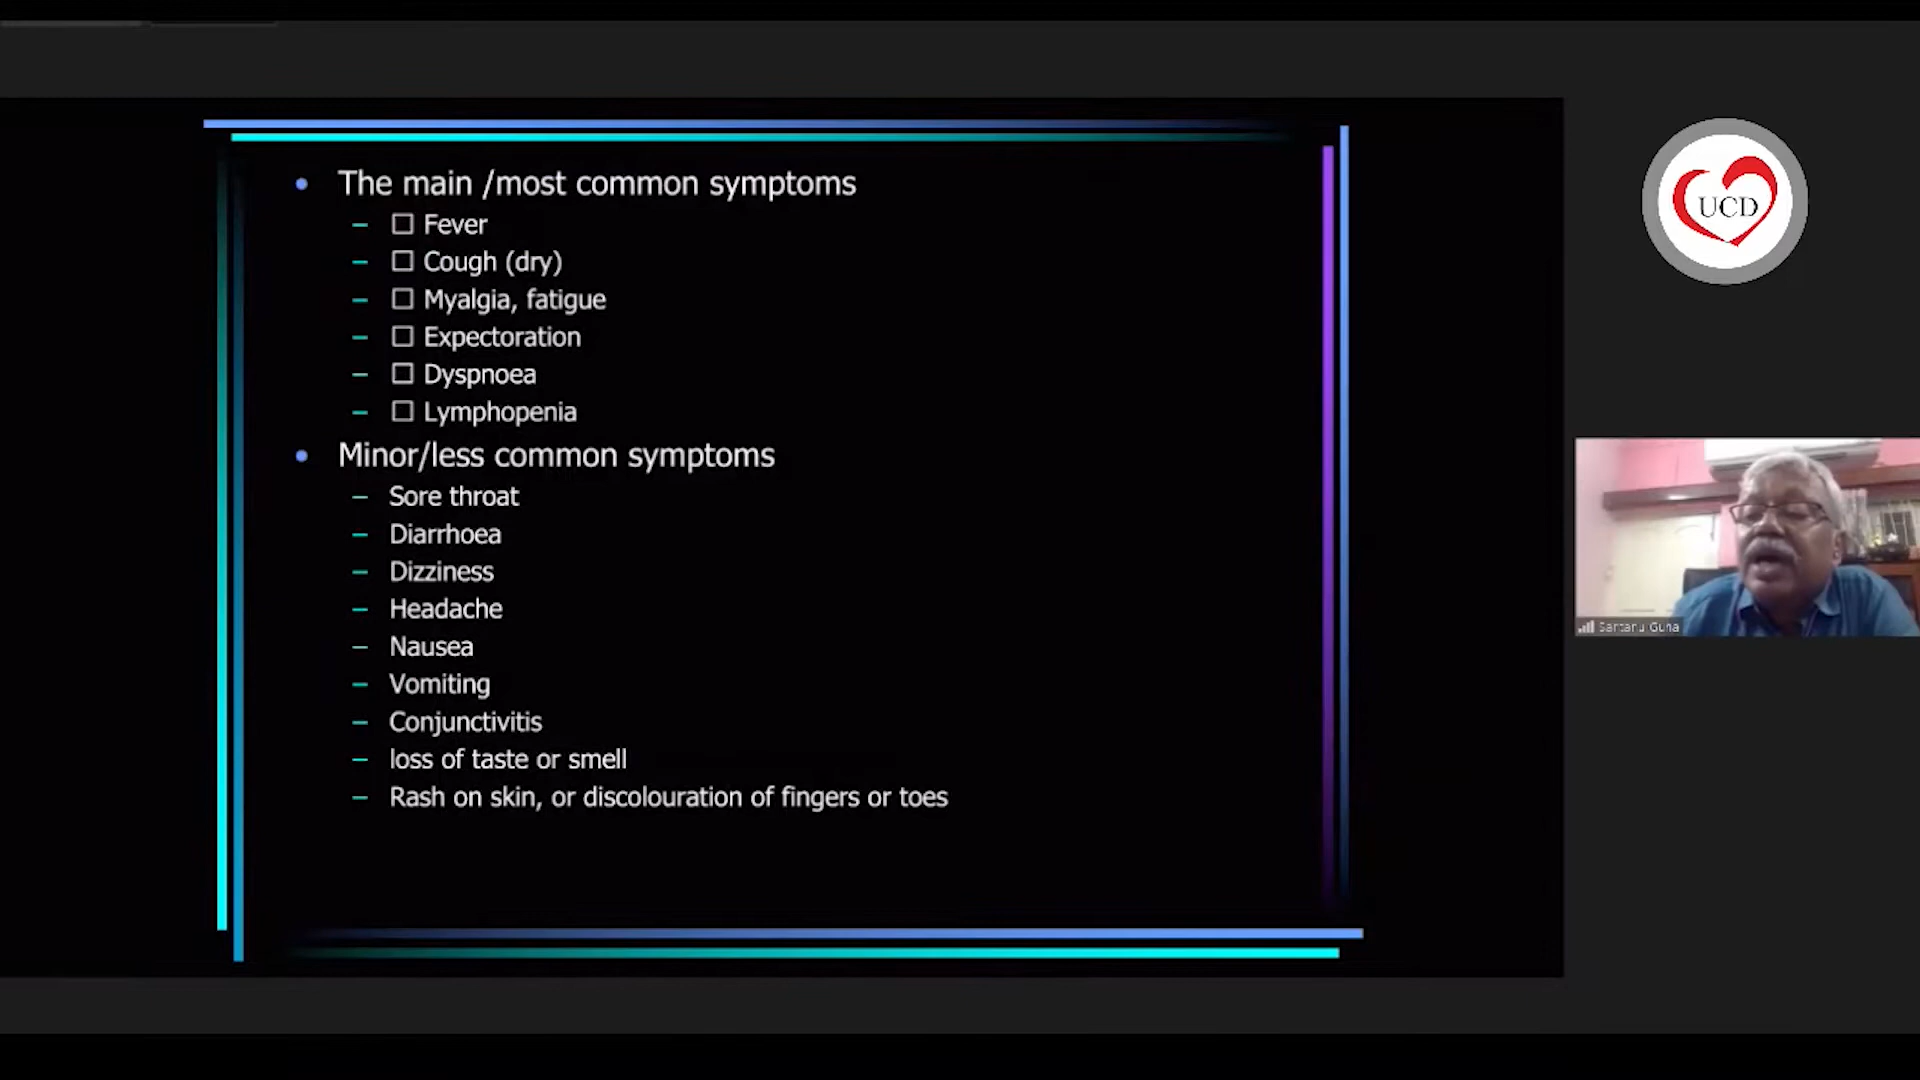 • The main /most common symptoms
– □ Fever
– □ Cough (dry)
– □ Myalgia, fatigue
– □ Expectoration
– □ Dyspnoea
– □ Lymphopenia
• Minor/less common symptoms
– Sore throat
– Diarrhoea
– Dizziness
– Headache
– Nausea
– Vomiting
– Conjunctivitis
– loss of taste or smell
– Rash on skin, or discolouration of fingers or toes
UCD
Santanu Guha